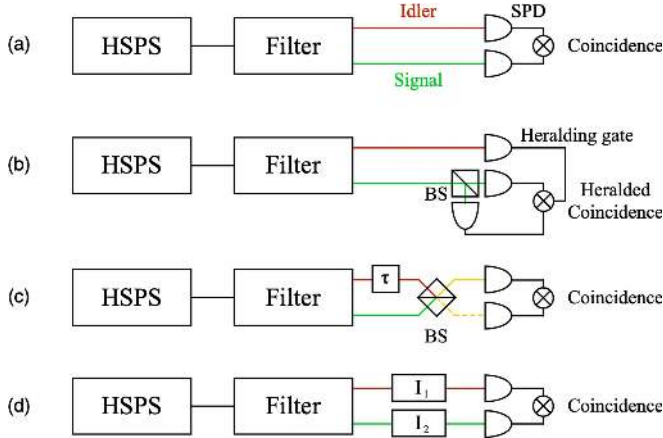 (a) HSPS Filter Idler Signal SPD Coincidence
(b) HSPS Filter BS Heralding gate
Heralded
Coincidence
(c) HSPS Filter τ BS Coincidence
(d) HSPS Filter I₁ I₂ Coincidence